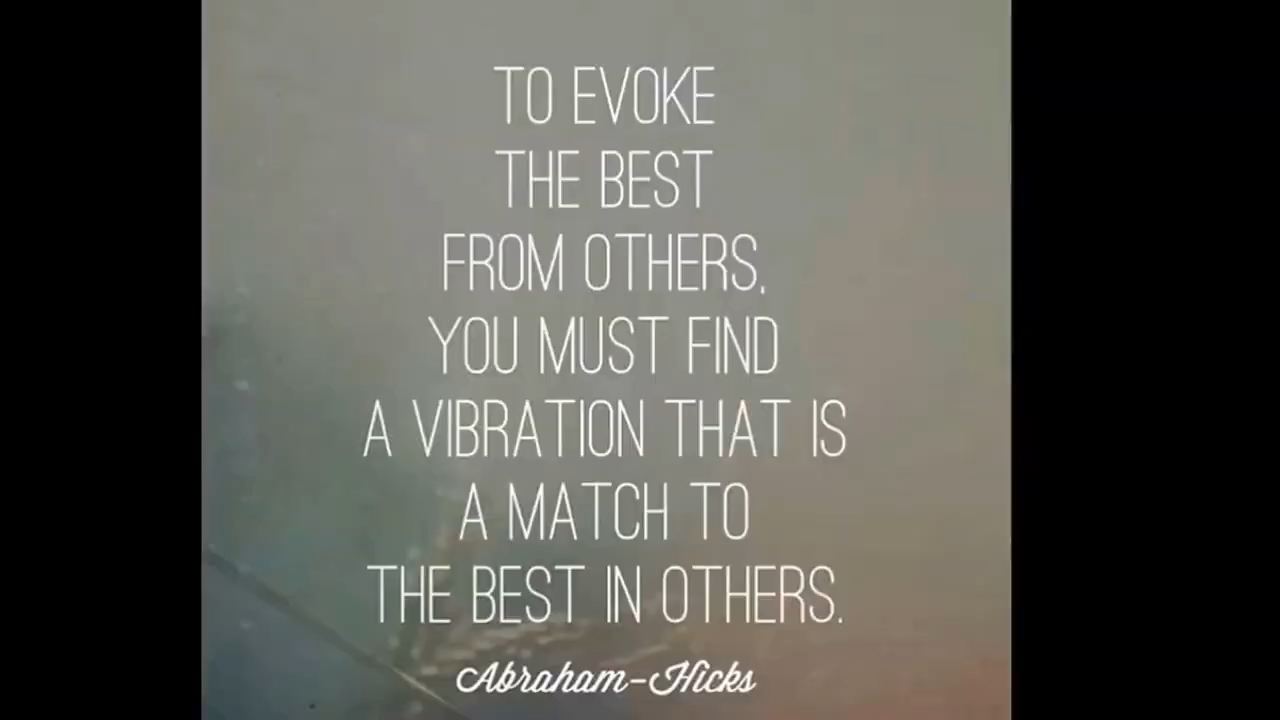 TO EVOKE
THE BEST
FROM OTHERS,
YOU MUST FIND
A VIBRATION THAT IS
A MATCH TO
THE BEST IN OTHERS.
Abraham-Hicks